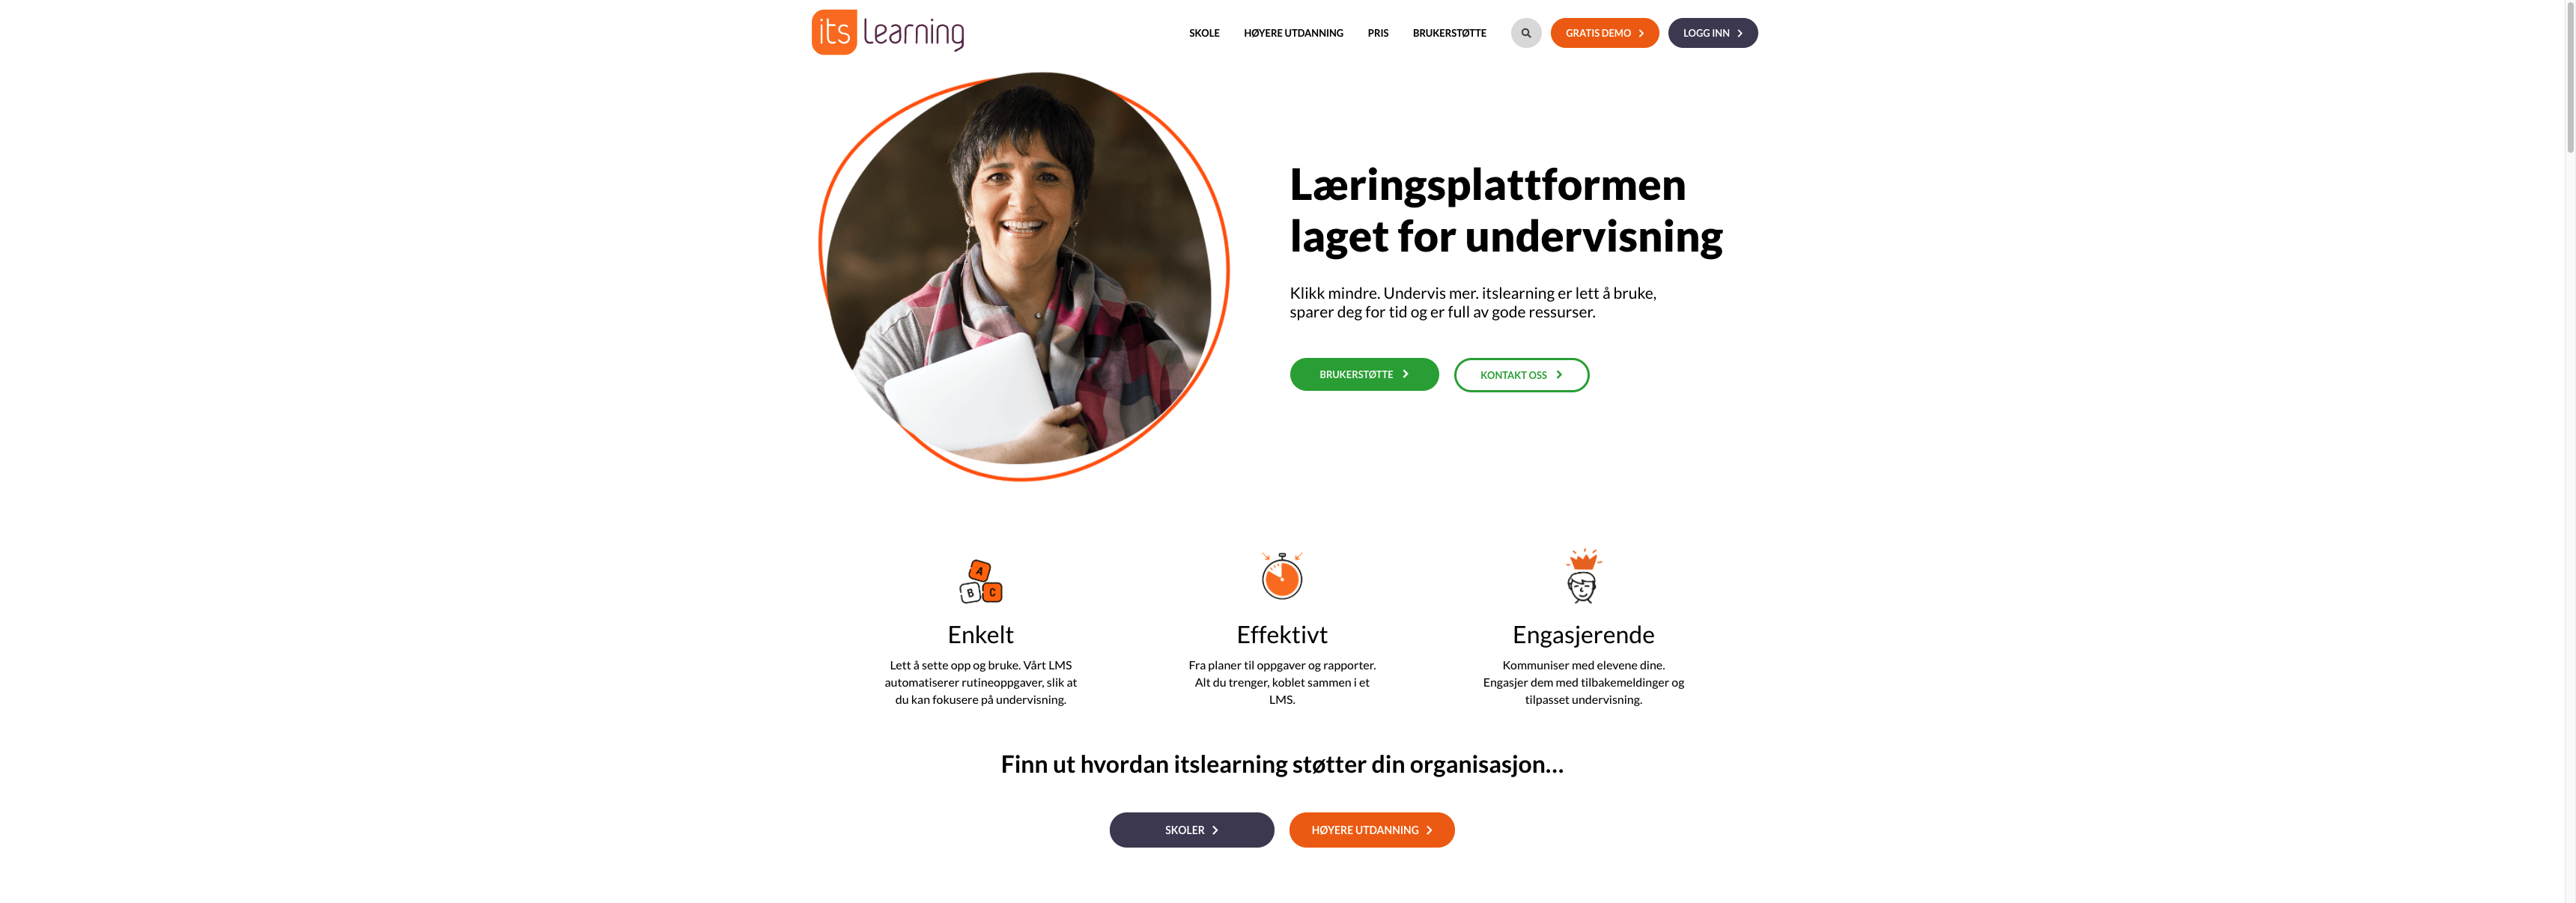 its learning
SKOLE
HØYERE UTDANNING
PRIS
BRUKERSTØTTE
GRATIS DEMO
LOGG INN
Læringsplattformen
laget for undervisning
Klikk mindre. Undervis mer. itslearning er lett å bruke,
sparer deg for tid og er full av gode ressurser.
BRUKERSTØTTE
KONTAKT OSS
A
B C
Enkelt
Lett å sette opp og bruke. Vårt LMS
automatiserer rutineoppgaver, slik at
du kan fokusere på undervisning.
Effektivt
Fra planer til oppgaver og rapporter.
Alt du trenger, koblet sammen i et
LMS.
Engasjerende
Kommuniser med elevene dine.
Engasjer dem med tilbakemeldinger og
tilpasset undervisning.
Finn ut hvordan itslearning støtter din organisasjon...
SKOLER
HØYERE UTDANNING